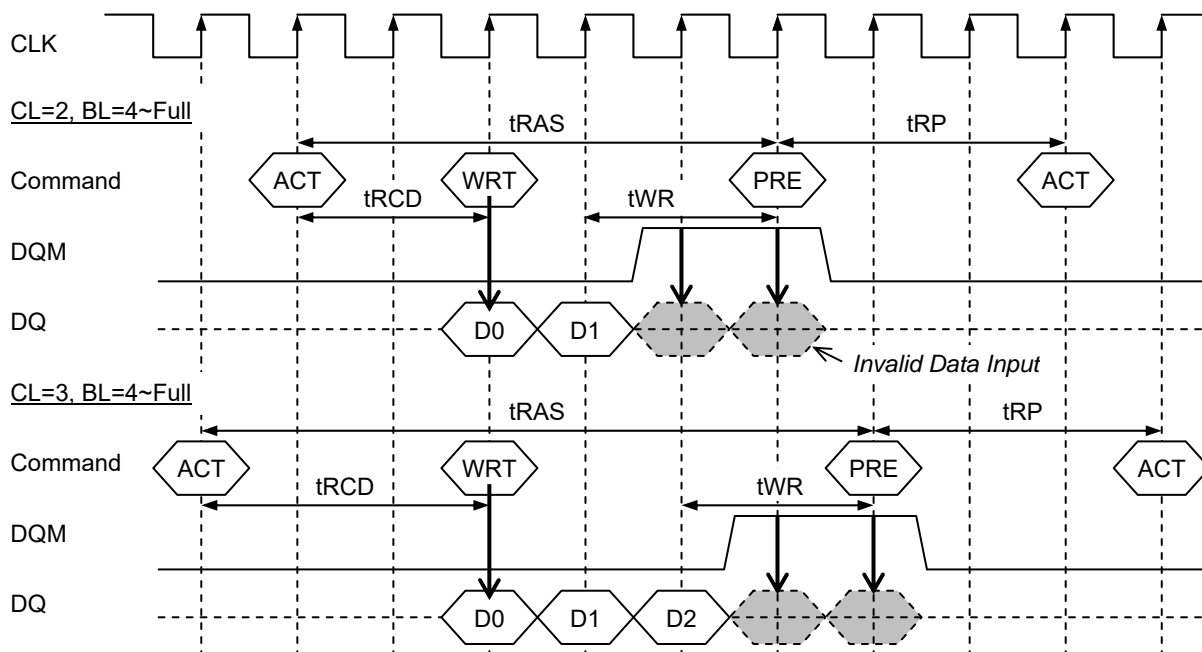 CLK
CL=2, BL=4~Full
tRAS tRP
Command ACT WRT PRE ACT
tRCD tWR
DQM
DQ D0 D1
Invalid Data Input
CL=3, BL=4~Full
tRAS tRP
Command ACT WRT PRE ACT
tRCD tWR
DQM
DQ D0 D1 D2